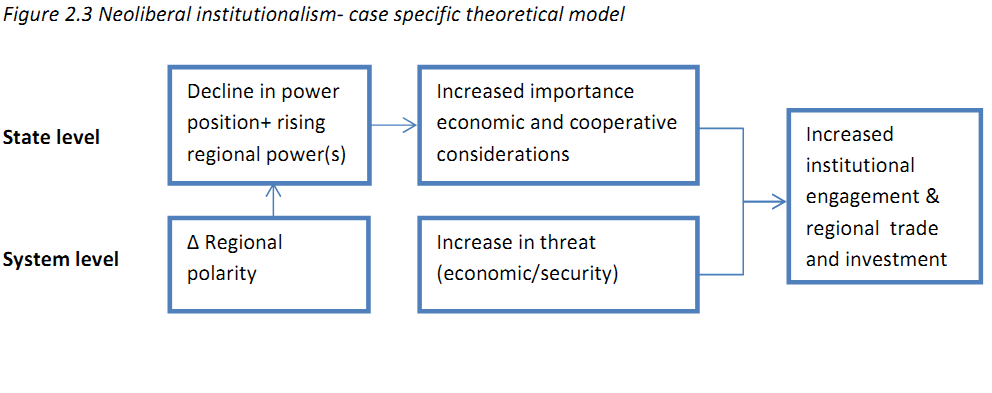 Figure 2.3 Neoliberal institutionalism- case specific theoretical model
State level
Decline in power
position+ rising
regional power(s)
Increased importance
economic and cooperative
considerations
Increased
institutional
engagement &
regional trade
and investment
System level
Δ Regional
polarity
Increase in threat
(economic/security)